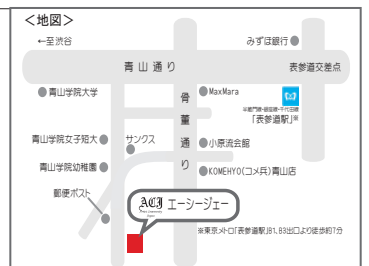 <地図>
←至渋谷
みずほ銀行
青山通り
表参道交差点
青山学院大学
骨董通り
MaxMara
半蔵門線・銀座線・千代田線
「表参道駅」※
青山学院女子短大
サンクス
小原流会館
青山学院幼稚園
KOMEHYO(コメ兵)青山店
郵便ポスト
ACJ エーシージェー
※東京メトロ「表参道駅」B1、B3出口より徒歩約7分